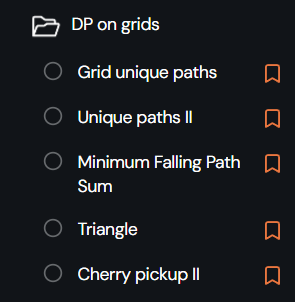 DP on grids
Grid unique paths
Unique paths II
Minimum Falling Path
Sum
Triangle
Cherry pickup II